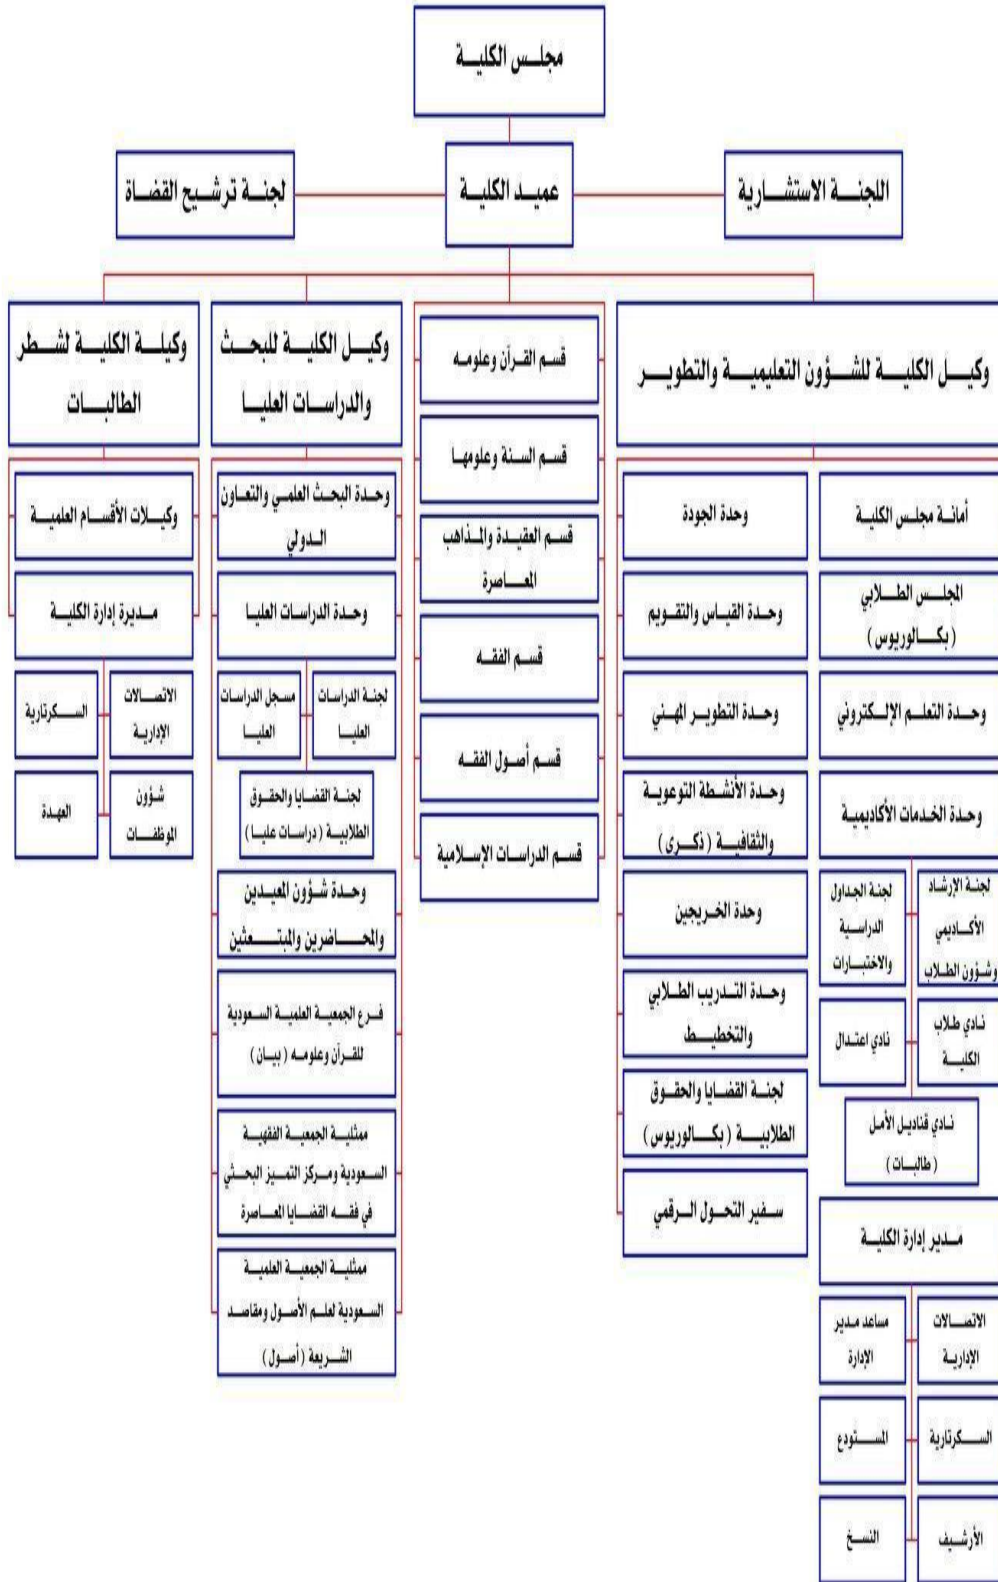 مجلس الكلية
اللجنة الاستشارية
عميد الكلية
لجنة ترشيح القضاة
وكيل الكلية للشؤون التعليمية والتطوير
أمانة مجلس الكلية
المجلس الطلابي
(بكالوريوس)
وحدة التعلم الإلكتروني
وحدة الخدمات الأكاديمية
لجنة الإرشاد
الأكاديمي
وشؤون الطلاب
لجنة الجداول
الدراسية
والاختبارات
نادي طلاب
الكلية
نادي اعتدال
نادي قناديل الأمل
(طالبات)
مدير إدارة الكلية
الاتصالات
الإدارية
مساعد مدير
الإدارة
السكرتارية
المستودع
الأرشيف
النسخ
وحدة الجودة
وحدة القياس والتقويم
وحدة التطوير المهني
وحدة الأنشطة التوعوية
والثقافية (ذكرى)
وحدة الخريجين
وحدة التدريب الطلابي
والتخطيط
لجنة القضايا والحقوق
الطلابية (بكالوريوس)
سفير التحول الرقمي
قسم القرآن وعلومه
قسم السنة وعلومها
قسم العقيدة والمذاهب
المعاصرة
قسم الفقه
قسم أصول الفقه
قسم الدراسات الإسلامية
وكيل الكلية للبحث
والدراسات العليا
وحدة البحث العلمي والتعاون
الدولي
وحدة الدراسات العليا
لجنة الدراسات
العليا
مسجل الدراسات
العليا
لجنة القضايا والحقوق
الطلابية (دراسات عليا)
وحدة شؤون المعيدين
والمحاضرين والمبتعثين
فرع الجمعية العلمية السعودية
للقرآن وعلومه (بيان)
ممثلية الجمعية الفقهية
السعودية ومركز التميز البحثي
في فقه القضايا المعاصرة
ممثلية الجمعية العلمية
السعودية لعلم الأصول ومقاصد
الشريعة (أصول)
وكيلة الكلية لشطر
الطالبات
وكيلات الأقسام العلمية
مديرة إدارة الكلية
الاتصالات
الإدارية
السكرتارية
شؤون
الموظفات
العهدة